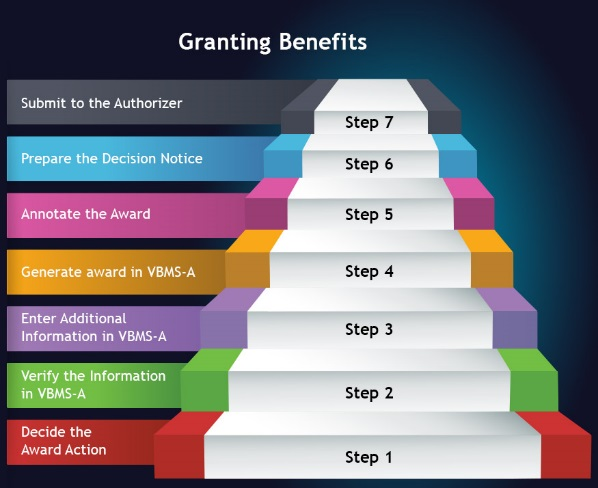 Granting Benefits
Submit to the Authorizer
Step 7
Prepare the Decision Notice
Step 6
Annotate the Award
Step 5
Generate award in VBMS-A
Step 4
Enter Additional
Information in VBMS-A
Step 3
Verify the Information
in VBMS-A
Step 2
Decide the
Award Action
Step 1